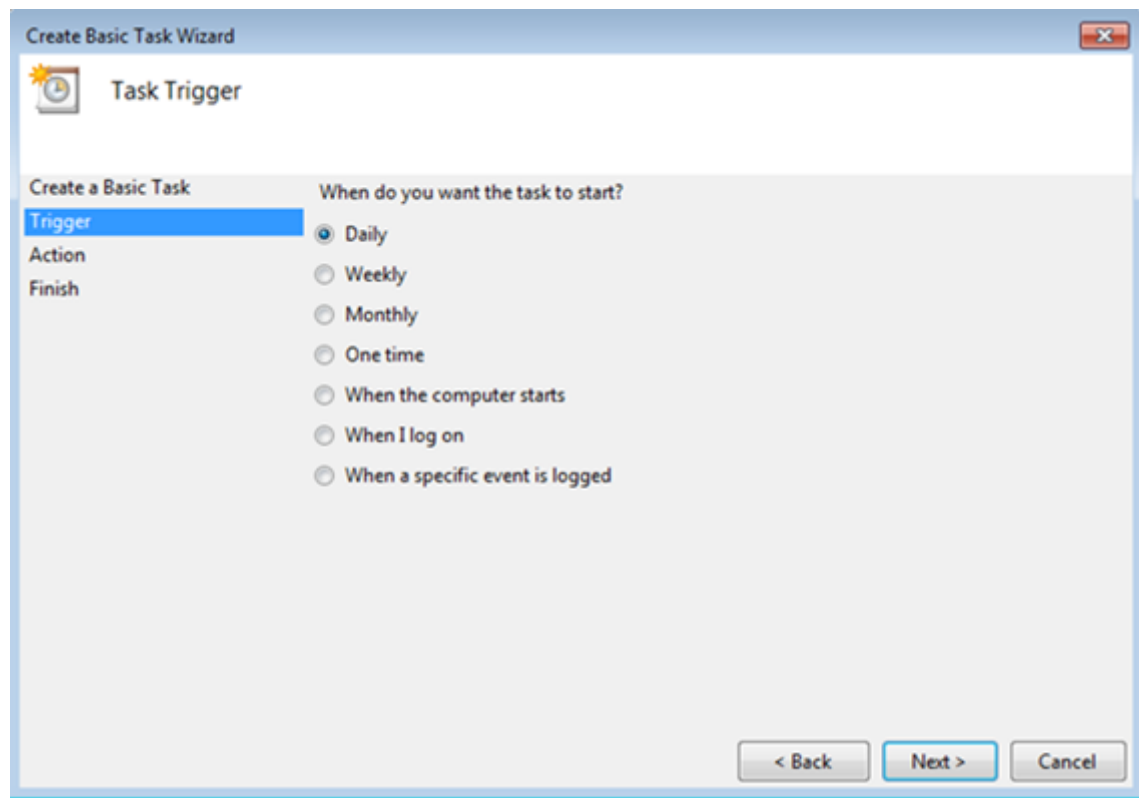 Create Basic Task Wizard
Task Trigger
Create a Basic Task
Trigger
Action
Finish
When do you want the task to start?
Daily
Weekly
Monthly
One time
When the computer starts
When I log on
When a specific event is logged
< Back
Next >
Cancel